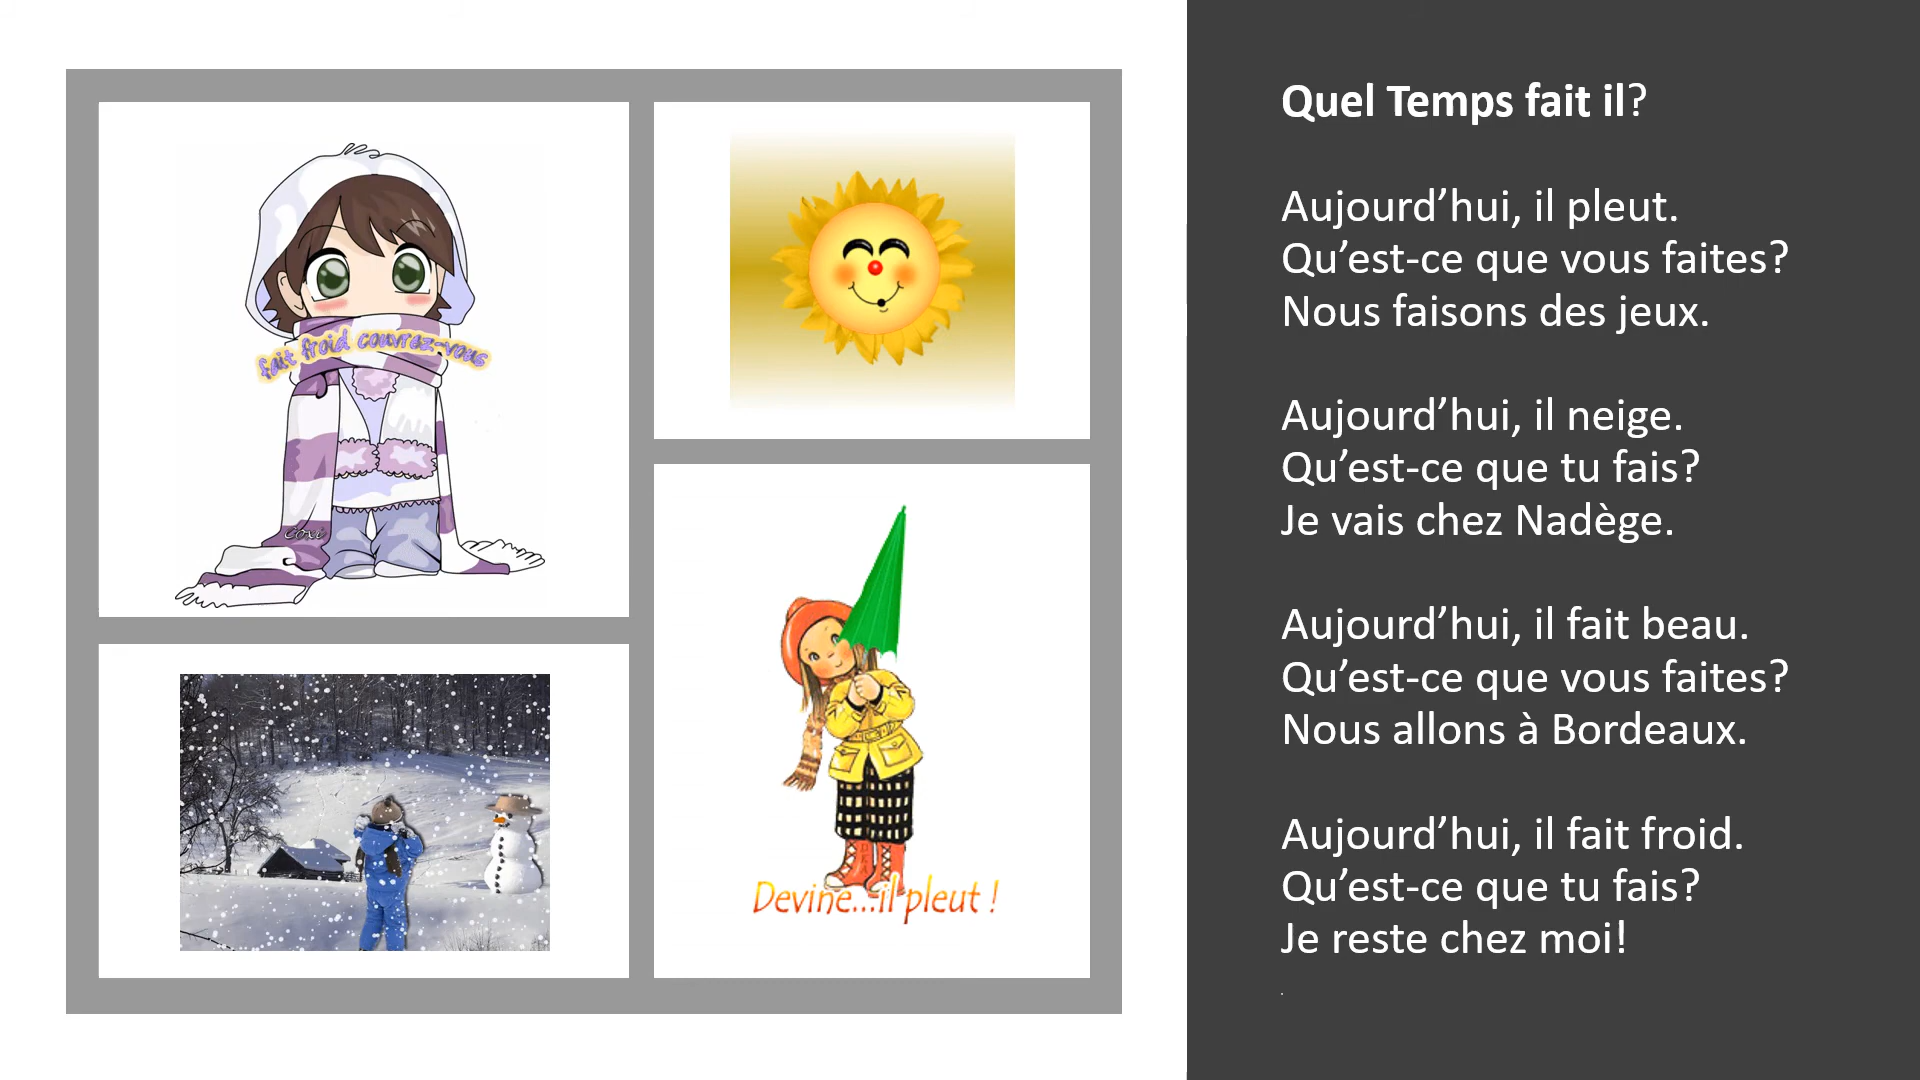 fait froid couvrez-vous
coxi
Devine...il pleut !
Quel Temps fait il?
Aujourd’hui, il pleut.
Qu’est-ce que vous faites?
Nous faisons des jeux.
Aujourd’hui, il neige.
Qu’est-ce que tu fais?
Je vais chez Nadège.
Aujourd’hui, il fait beau.
Qu’est-ce que vous faites?
Nous allons à Bordeaux.
Aujourd’hui, il fait froid.
Qu’est-ce que tu fais?
Je reste chez moi!
.